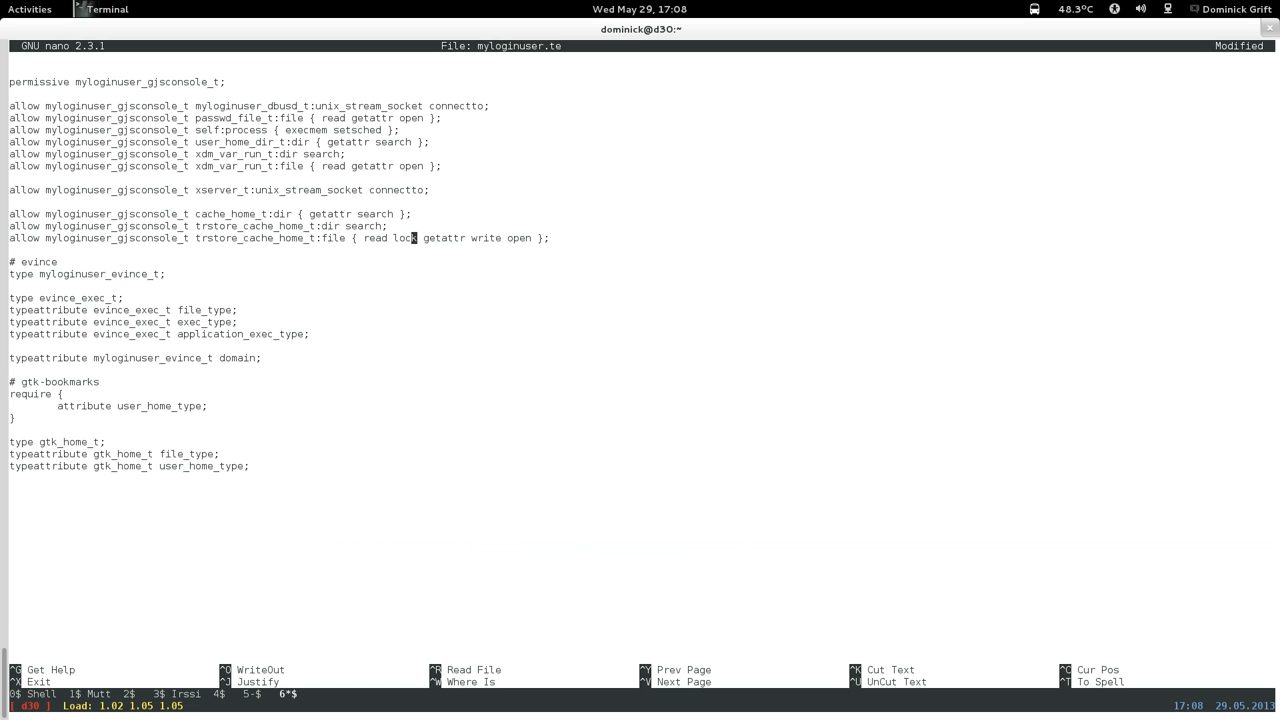 Activities Terminal Wed May 29, 17:08 48.3ºC Dominick Grift
dominick@d30:~
GNU nano 2.3.1 File: myloginuser.te Modified
permissive myloginuser_gjsconsole_t;
allow myloginuser_gjsconsole_t myloginuser_dbusd_t:unix_stream_socket connectto;
allow myloginuser_gjsconsole_t passwd_file_t:file { read getattr open };
allow myloginuser_gjsconsole_t self:process { execmem setsched };
allow myloginuser_gjsconsole_t user_home_dir_t:dir { getattr search };
allow myloginuser_gjsconsole_t xdm_var_run_t:dir search;
allow myloginuser_gjsconsole_t xdm_var_run_t:file { read getattr open };
allow myloginuser_gjsconsole_t xserver_t:unix_stream_socket connectto;
allow myloginuser_gjsconsole_t cache_home_t:dir { getattr search };
allow myloginuser_gjsconsole_t trstore_cache_home_t:dir search;
allow myloginuser_gjsconsole_t trstore_cache_home_t:file { read lock getattr write open };
# evince
type myloginuser_evince_t;
type evince_exec_t;
typeattribute evince_exec_t file_type;
typeattribute evince_exec_t exec_type;
typeattribute evince_exec_t application_exec_type;
typeattribute myloginuser_evince_t domain;
# gtk-bookmarks
require {
attribute user_home_type;
}
type gtk_home_t;
typeattribute gtk_home_t file_type;
typeattribute gtk_home_t user_home_type;
^G Get Help ^O WriteOut ^R Read File ^Y Prev Page ^K Cut Text ^C Cur Pos
^X Exit ^J Justify ^W Where Is ^V Next Page ^U UnCut Text ^T To Spell
0$ Shell 1$ Mutt 2$ 3$ Irssi 4$ 5-$ 6*$
[ d30 ] Load: 1.02 1.05 1.05 17:08 29.05.2013